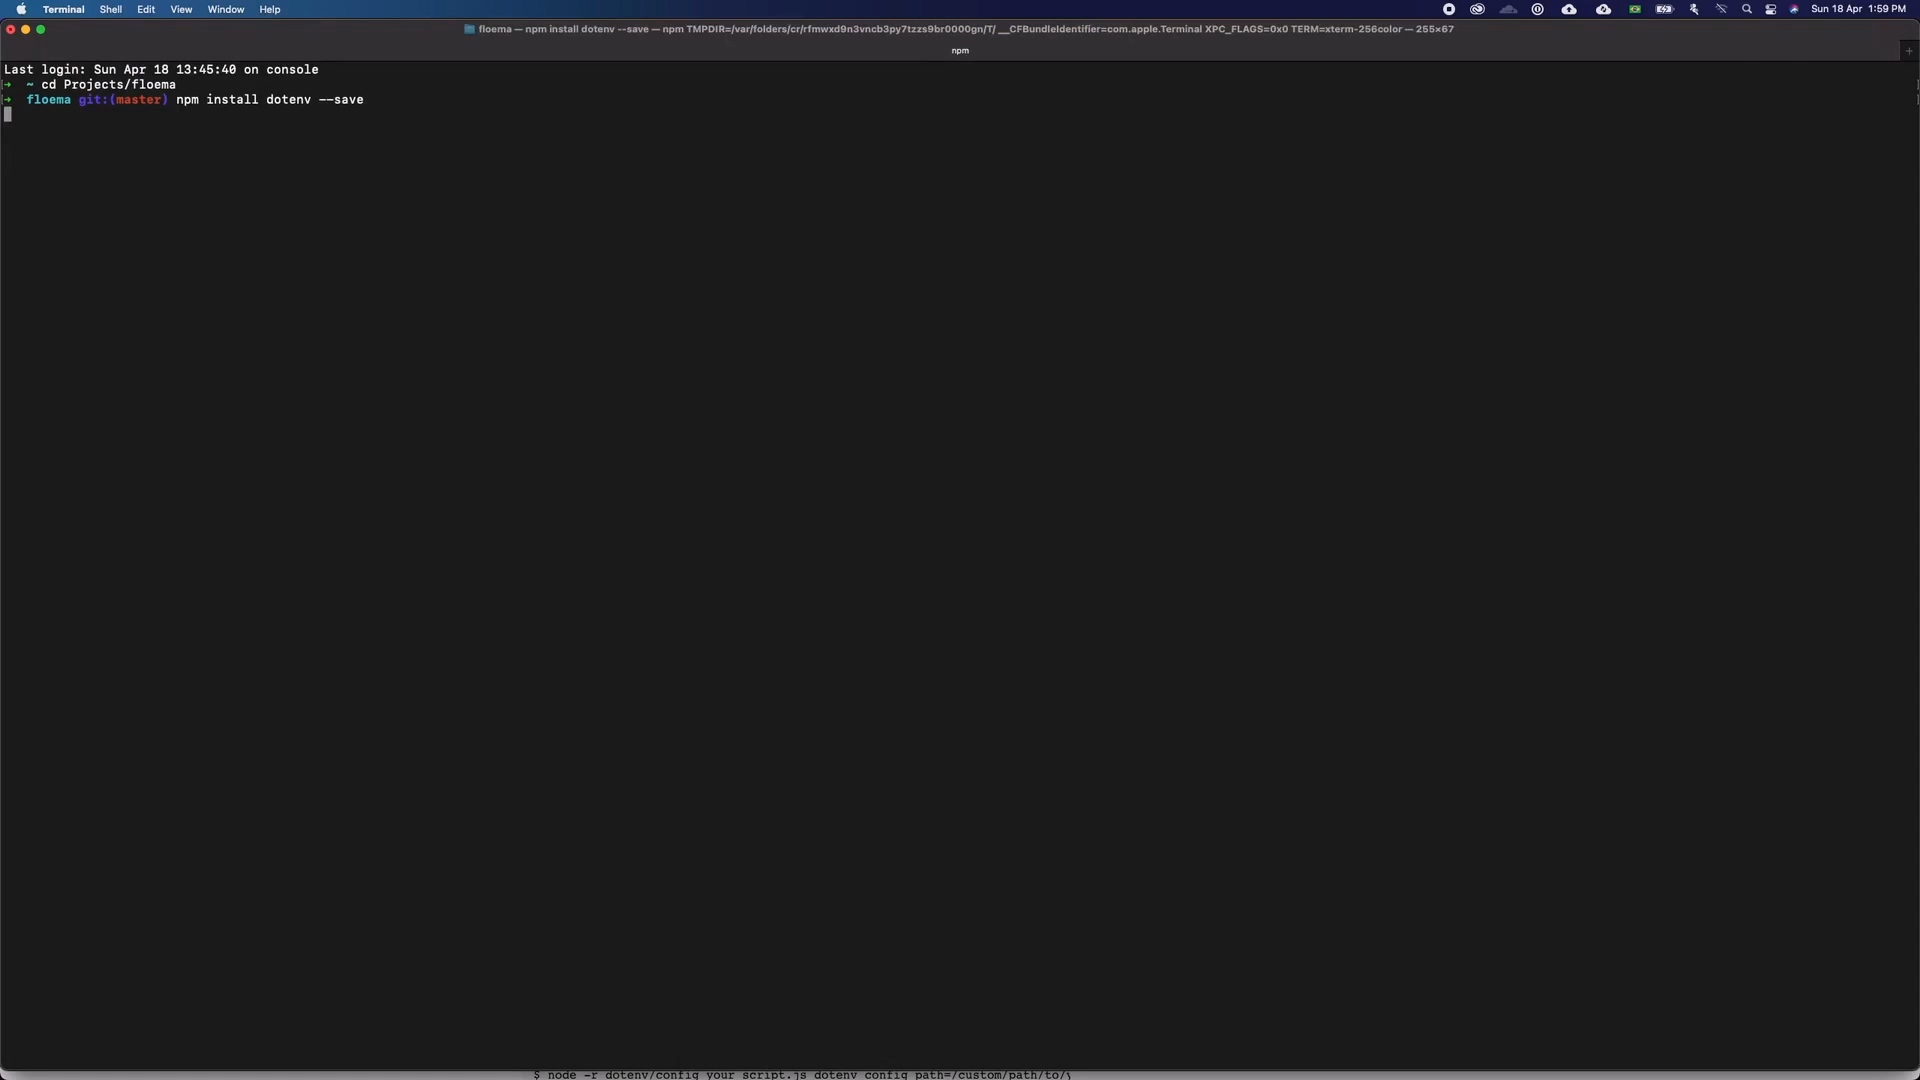 Terminal Shell Edit View Window Help Sun 18 Apr 1:59 PM
floema — npm install dotenv --save — npm TMPDIR=/var/folders/cr/rfmwxd9n3vncb3py7tzzs9br0000gn/T/ __CFBundleIdentifier=com.apple.Terminal XPC_FLAGS=0x0 TERM=xterm-256color — 255×67
npm
Last login: Sun Apr 18 13:45:40 on console
➜ ~ cd Projects/floema
➜ floema git:(master) npm install dotenv --save
$ node -r dotenv/config your_script.js dotenv_config_path=/custom/path/to/